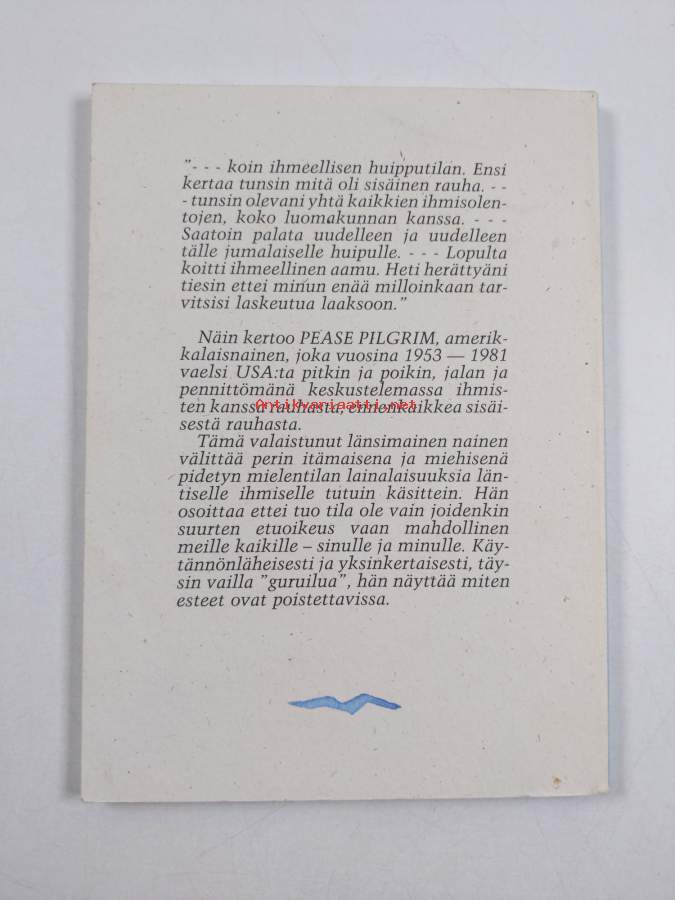 "- - - koin ihmeellisen huipputilan. Ensi
kertaa tunsin mitä oli sisäinen rauha. - -
- tunsin olevani yhtä kaikkien ihmisolen-
tojen, koko luomakunnan kanssa. - - -
Saatoin palata uudelleen ja uudelleen
tälle jumalaiselle huipulle. - - - Lopulta
koitti ihmeellinen aamu. Heti herättyäni
tiesin ettei minun enää milloinkaan tar-
vitsisi laskeutua laaksoon."
Näin kertoo PEASE PILGRIM, amerik-
kalaisnainen, joka vuosina 1953 — 1981
vaelsi USA:ta pitkin ja poikin, jalan ja
pennittömänä keskustelemassa ihmis-
ten kanssa rauhasta, ennenkaikkea sisäi-
Antikvariaatti.net
sestä rauhasta.
Tämä valaistunut länsimainen nainen
välittää perin itämaisena ja miehisenä
pidetyn mielentilan lainalaisuuksia län-
tiselle ihmiselle tutuin käsittein. Hän
osoittaa ettei tuo tila ole vain joidenkin
suurten etuoikeus vaan mahdollinen
meille kaikille – sinulle ja minulle. Käy-
tännönläheisesti ja yksinkertaisesti, täy-
sin vailla "guruilua", hän näyttää miten
esteet ovat poistettavissa.